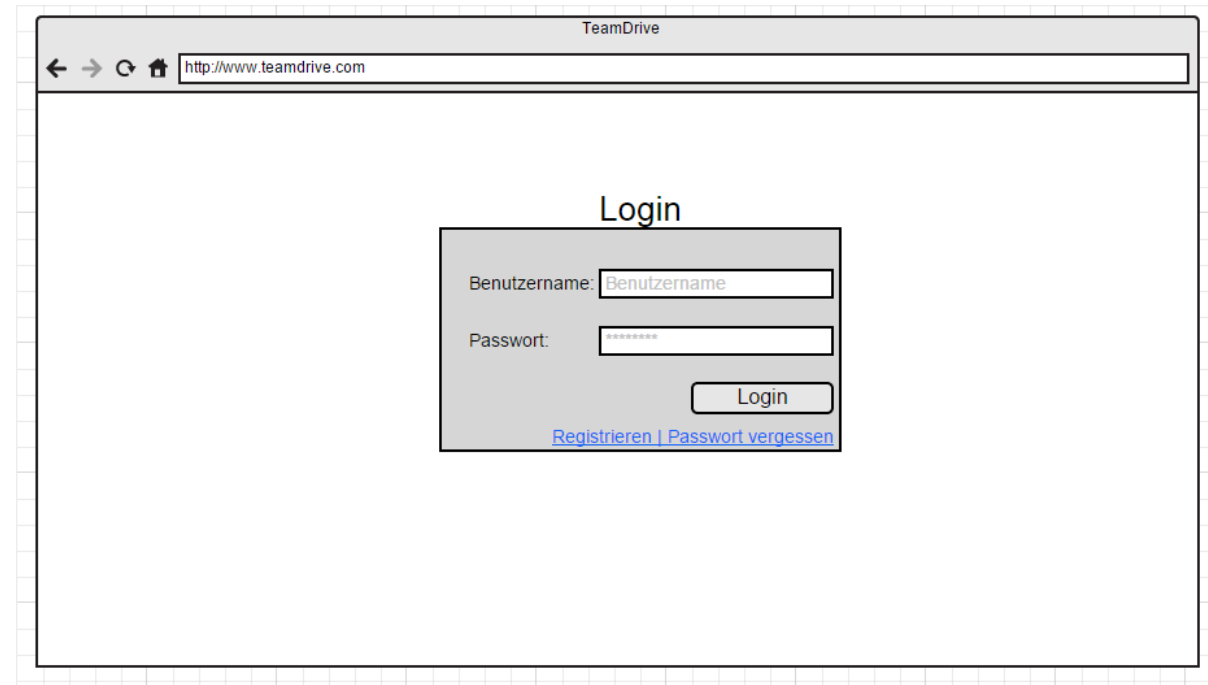 TeamDrive
http://www.teamdrive.com
Login
Benutzername: Benutzername
Passwort: ********
Login
Registrieren | Passwort vergessen